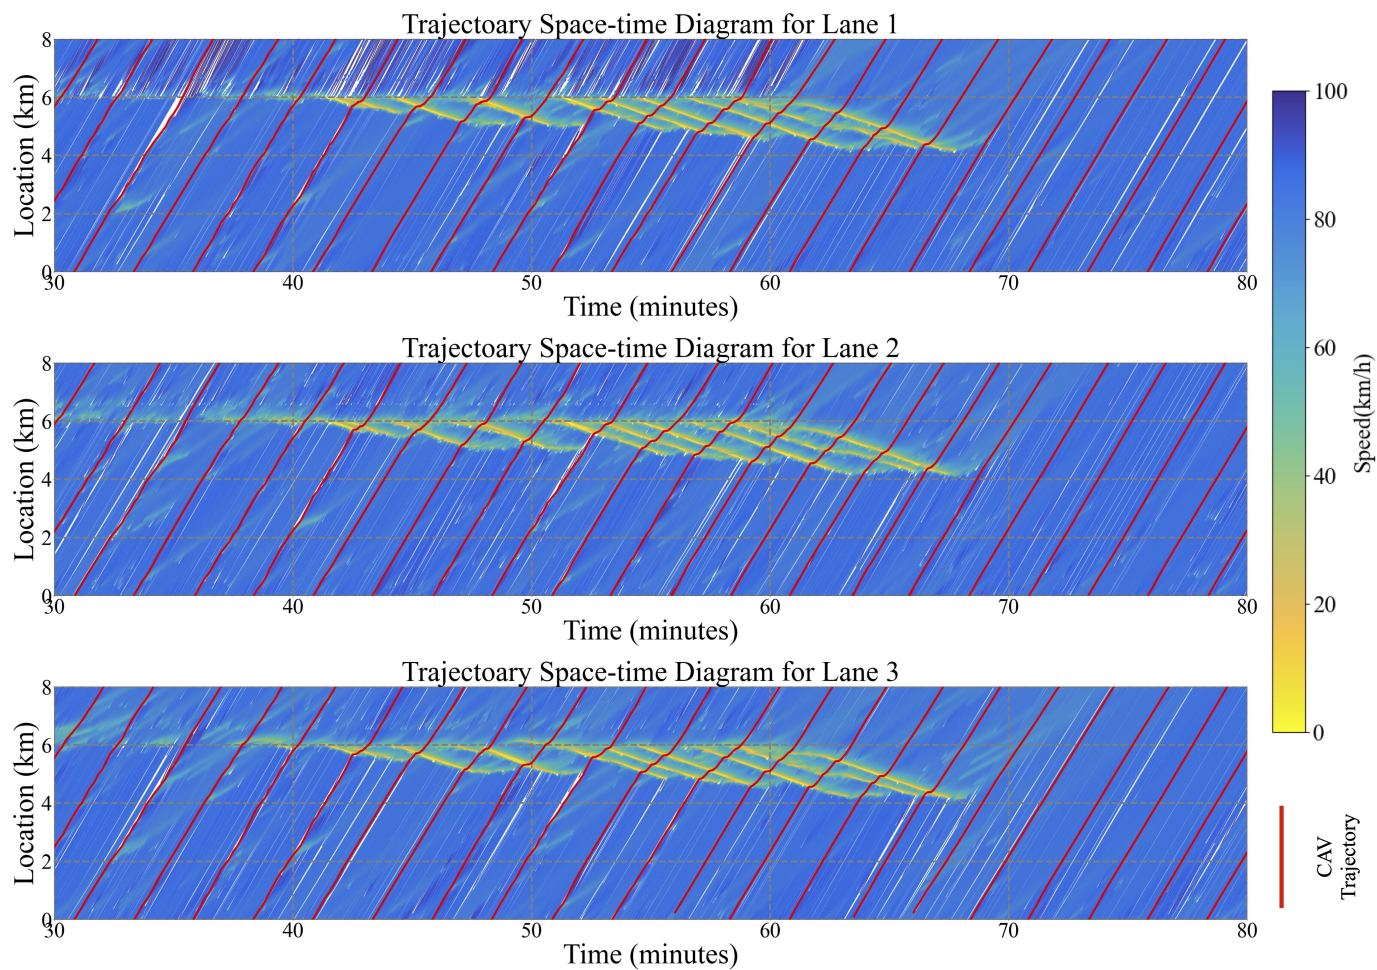 Trajectoary Space-time Diagram for Lane 1
8
6
4
2
0
Location (km)
30 40 50 60 70 80
Time (minutes)
Trajectoary Space-time Diagram for Lane 2
8
6
4
2
0
Location (km)
30 40 50 60 70 80
Time (minutes)
Trajectoary Space-time Diagram for Lane 3
8
6
4
2
0
Location (km)
30 40 50 60 70 80
Time (minutes)
100
80
60
40
20
0
Speed(km/h)
CAV
Trajectory